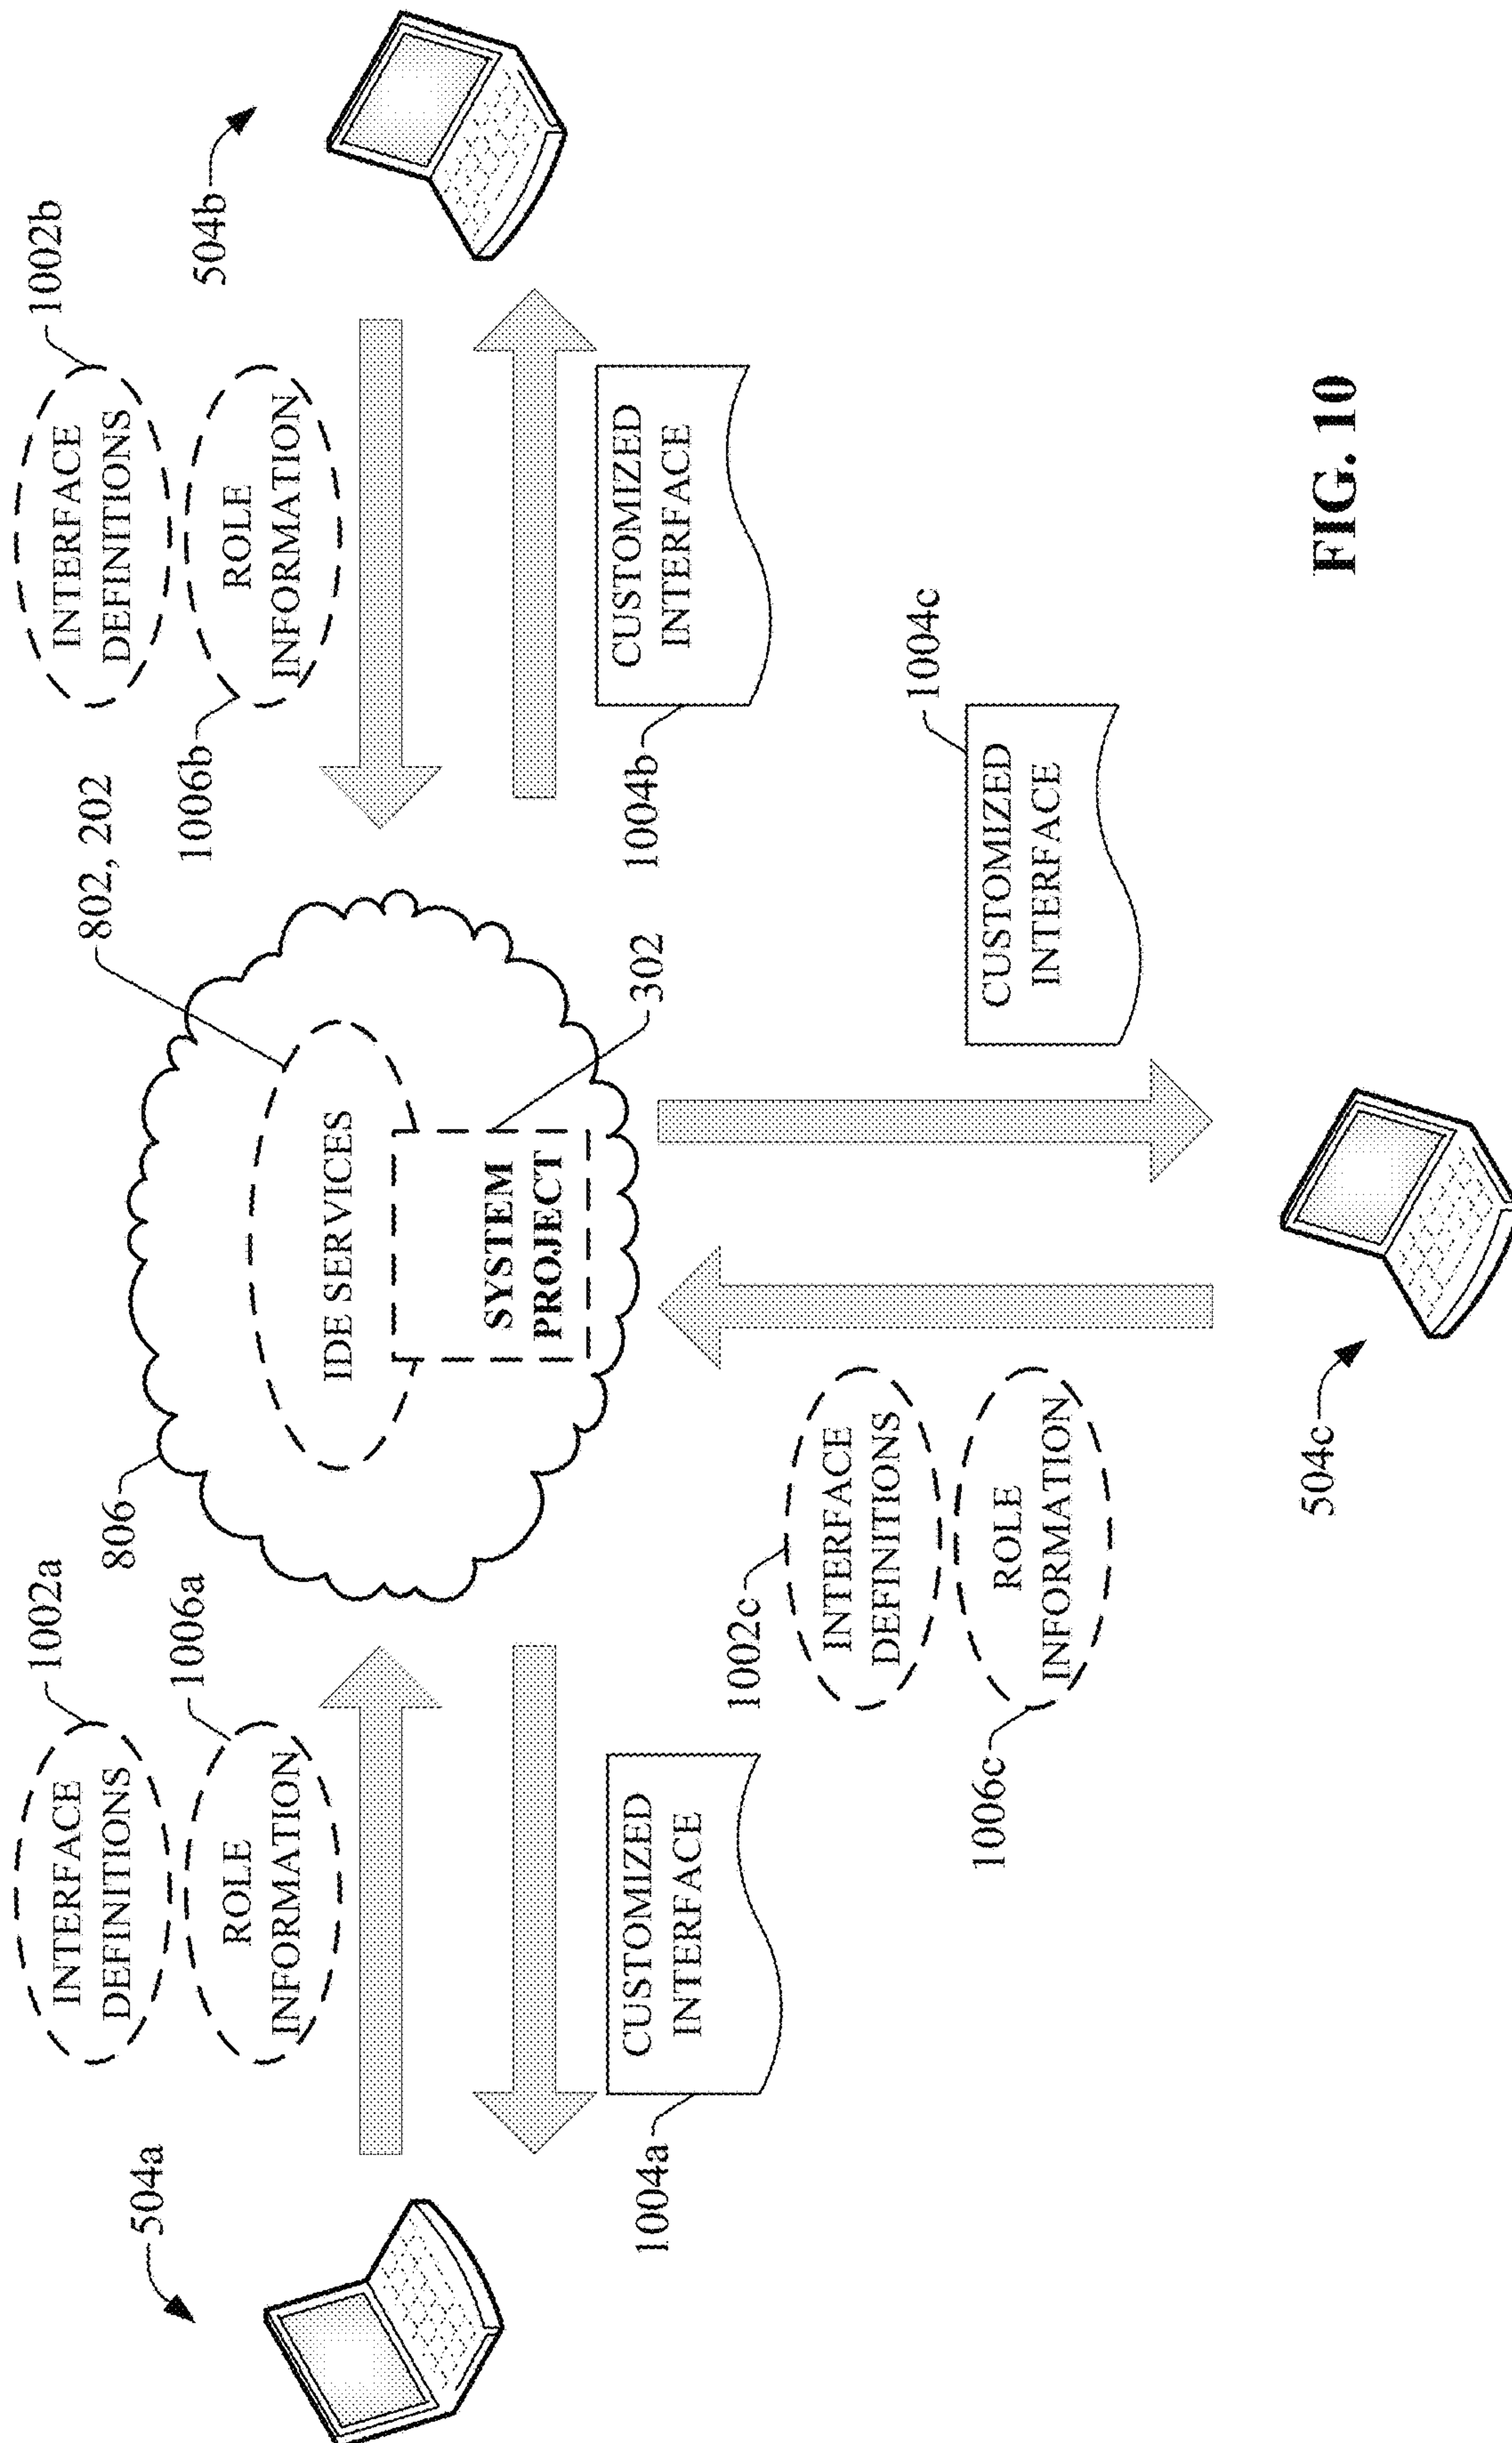 1002a
INTERFACE
DEFINITIONS
1006a
ROLE
INFORMATION
504a
1004a
CUSTOMIZED
INTERFACE
806
802, 202
IDE SERVICES
SYSTEM
PROJECT
302
1002b
INTERFACE
DEFINITIONS
1006b
ROLE
INFORMATION
504b
1004b
CUSTOMIZED
INTERFACE
1002c
INTERFACE
DEFINITIONS
1006c
ROLE
INFORMATION
1004c
CUSTOMIZED
INTERFACE
504c
FIG. 10